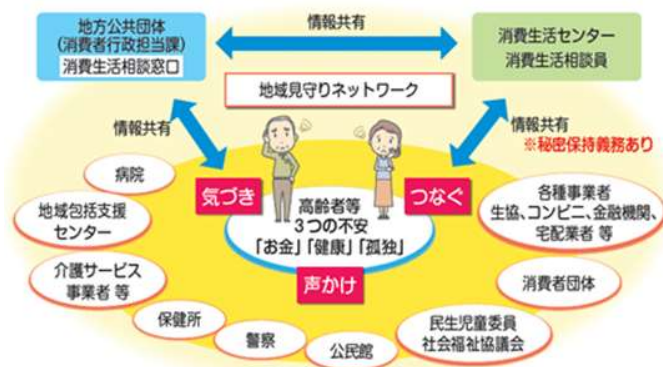 地方公共団体
(消費者行政担当課)
消費生活相談窓口
情報共有
消費生活センター
消費生活相談員
地域見守りネットワーク
情報共有
情報共有
※秘密保持義務あり
病院
気づき
つなぐ
地域包括支援
センター
高齢者等
3つの不安
「お金」「健康」「孤独」
各種事業者
生協、コンビニ、金融機関、
宅配業者 等
声かけ
介護サービス
事業者 等
消費者団体
保健所
警察
公民館
民生児童委員
社会福祉協議会